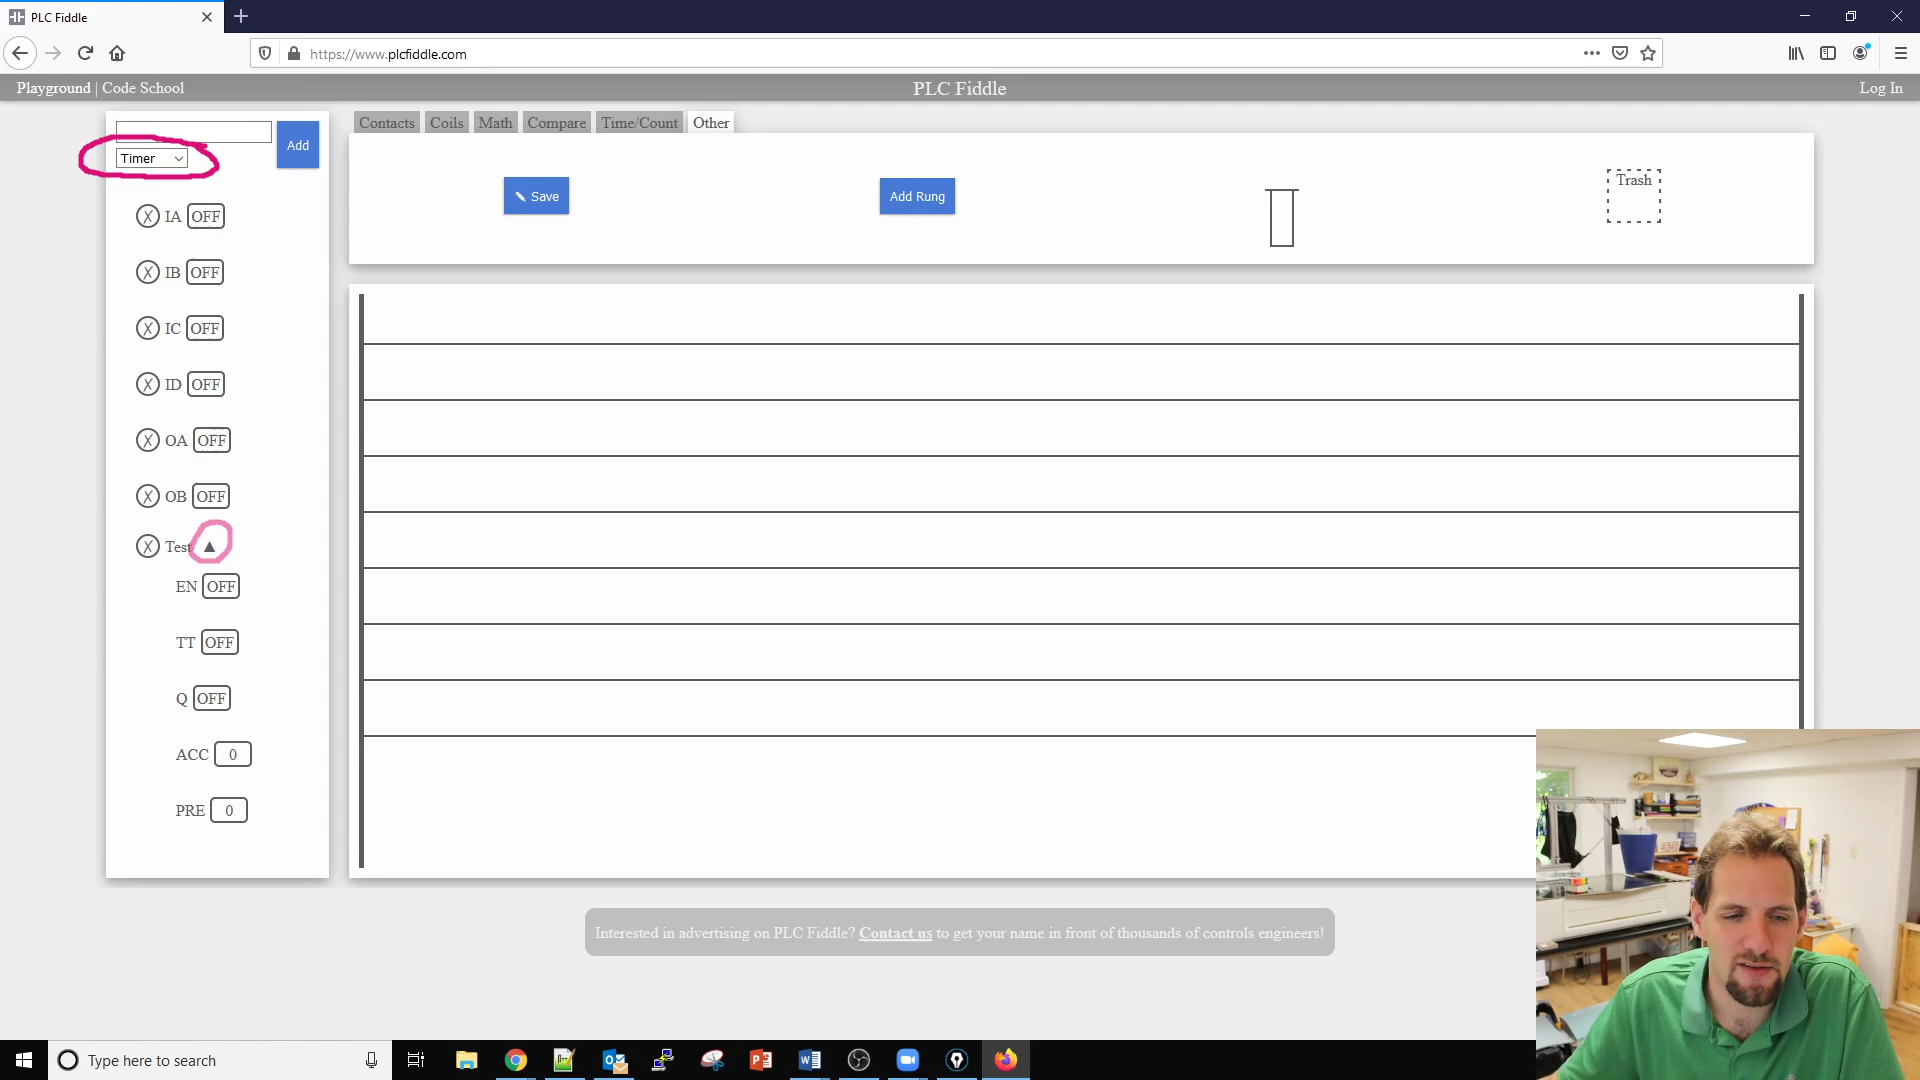 PLC Fiddle
https://www.plcfiddle.com
Playground | Code School
PLC Fiddle
Log In
Timer
Add
Contacts
Coils
Math
Compare
Time/Count
Other
Save
Add Rung
Trash
X IA OFF
X IB OFF
X IC OFF
X ID OFF
X OA OFF
X OB OFF
X Test ▲
EN OFF
TT OFF
Q OFF
ACC 0
PRE 0
Interested in advertising on PLC Fiddle? Contact us to get your name in front of thousands of controls engineers!
Type here to search